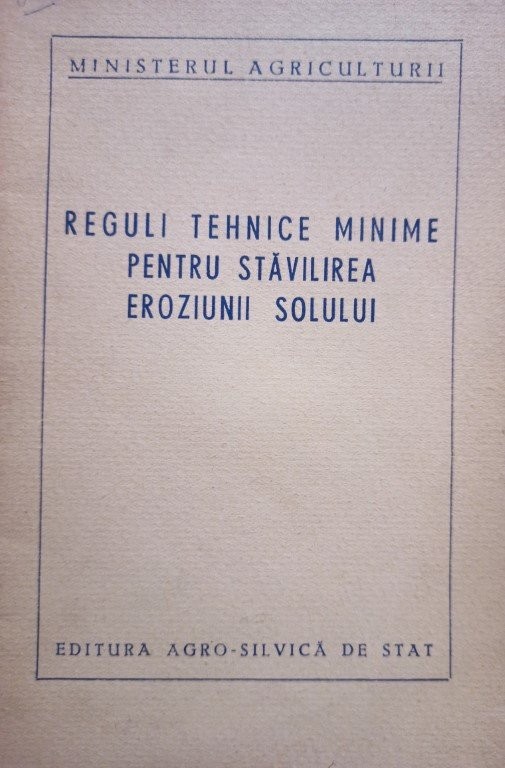 MINISTERUL AGRICULTURII
REGULI TEHNICE MINIME
PENTRU STĂVILIREA
EROZIUNII SOLULUI
EDITURA AGRO-SILVICĂ DE STAT